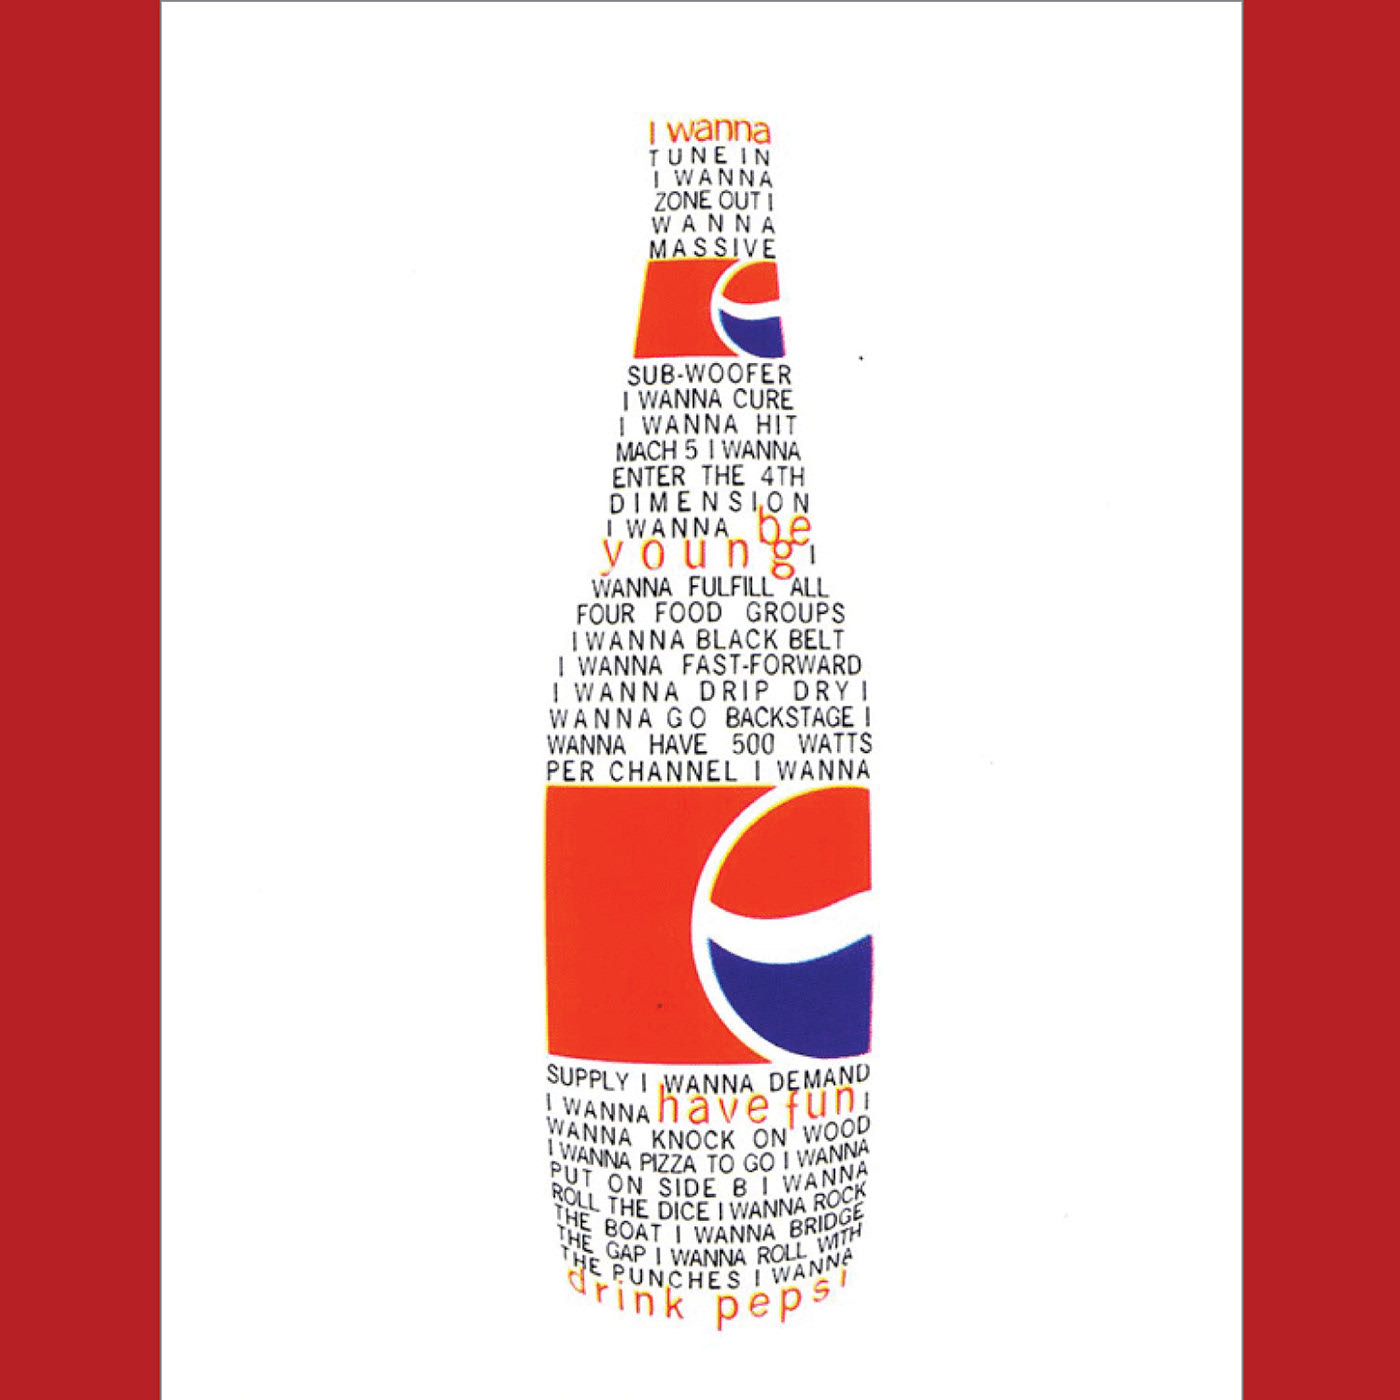 I wanna
TUNE IN
I WANNA
ZONE OUT I
WANNA
MASSIVE
SUB-WOOFER
I WANNA CURE
I WANNA HIT
MACH 5 I WANNA
ENTER THE 4TH
DIMENSION
I WANNA be
young I
WANNA FULFILL ALL
FOUR FOOD GROUPS
I WANNA BLACK BELT
I WANNA FAST-FORWARD
I WANNA DRIP DRY I
WANNA GO BACKSTAGE I
WANNA HAVE 500 WATTS
PER CHANNEL I WANNA
SUPPLY I WANNA DEMAND
I WANNA have fun I
WANNA KNOCK ON WOOD
I WANNA PIZZA TO GO I WANNA
PUT ON SIDE B I WANNA
ROLL THE DICE I WANNA ROCK
THE BOAT I WANNA BRIDGE
THE GAP I WANNA ROLL WITH
THE PUNCHES I WANNA
drink pepsi